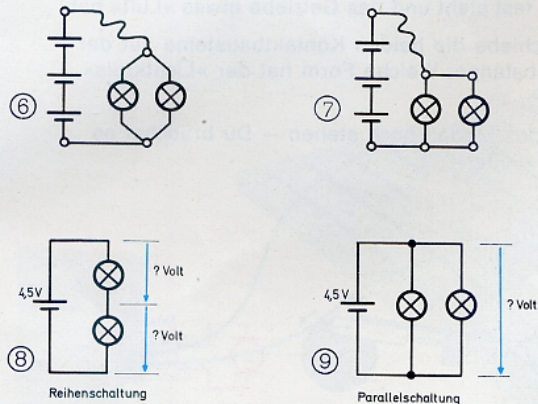 ⑥
⑦
4,5V
? Volt
? Volt
⑧
Reihenschaltung
4,5V
? Volt
⑨
Parallelschaltung